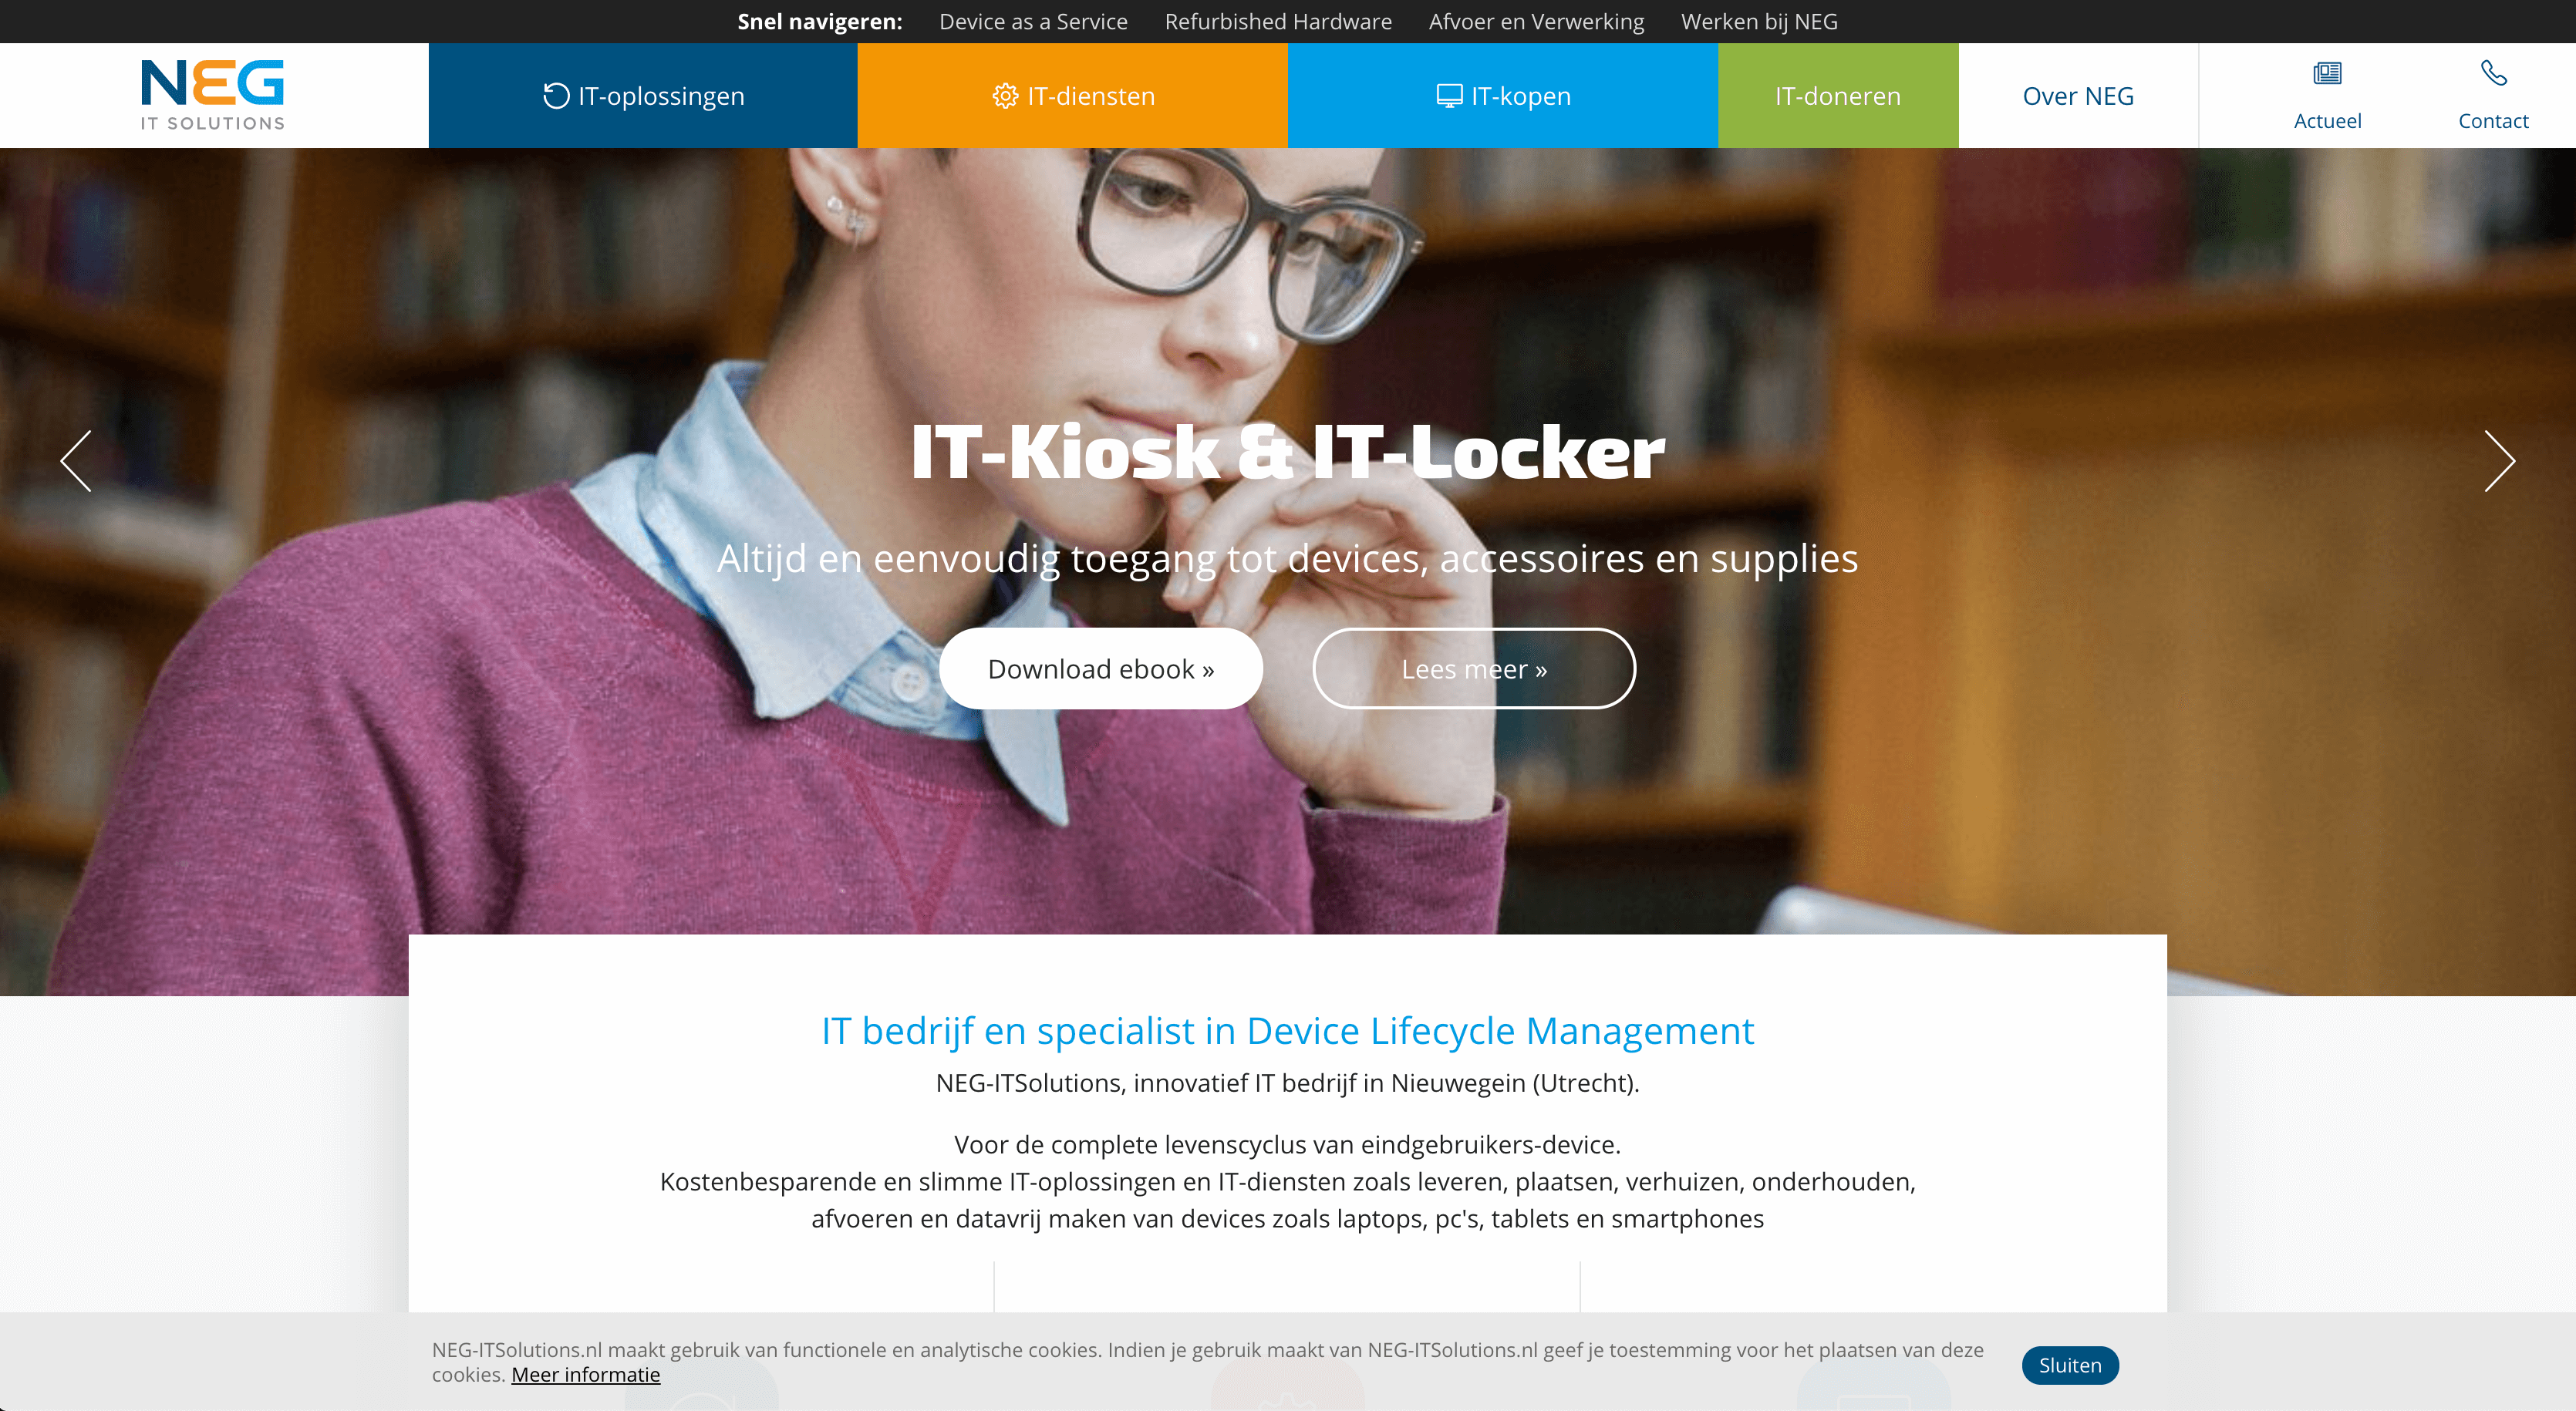 Snel navigeren: Device as a Service Refurbished Hardware Afvoer en Verwerking Werken bij NEG
NEG
IT SOLUTIONS
IT-oplossingen
IT-diensten
IT-kopen
IT-doneren
Over NEG
Actueel
Contact
IT-Kiosk & IT-Locker
Altijd en eenvoudig toegang tot devices, accessoires en supplies
Download ebook »
Lees meer »
IT bedrijf en specialist in Device Lifecycle Management
NEG-ITSolutions, innovatief IT bedrijf in Nieuwegein (Utrecht).
Voor de complete levenscyclus van eindgebruikers-device.
Kostenbesparende en slimme IT-oplossingen en IT-diensten zoals leveren, plaatsen, verhuizen, onderhouden,
afvoeren en datavrij maken van devices zoals laptops, pc's, tablets en smartphones
NEG-ITSolutions.nl maakt gebruik van functionele en analytische cookies. Indien je gebruik maakt van NEG-ITSolutions.nl geef je toestemming voor het plaatsen van deze
cookies. Meer informatie
Sluiten